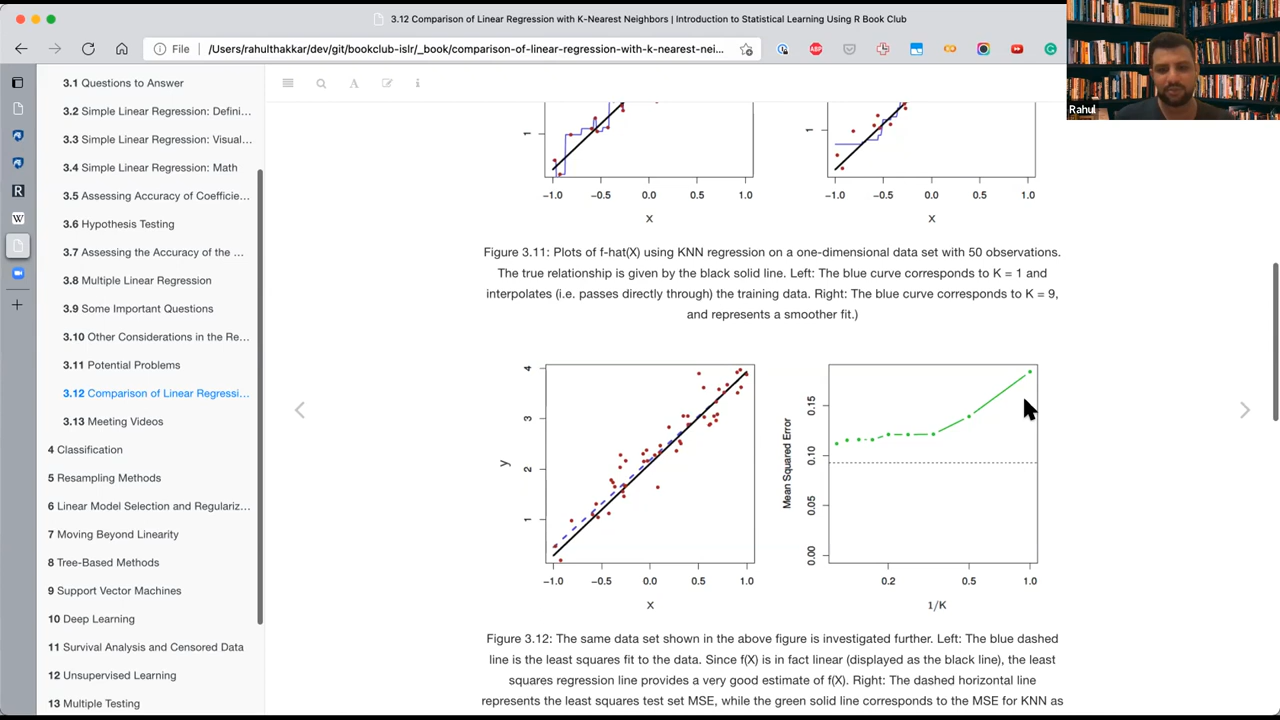 3.12 Comparison of Linear Regression with K-Nearest Neighbors | Introduction to Statistical Learning Using R Book Club
File /Users/rahulthakkar/dev/git/bookclub-islr/_book/comparison-of-linear-regression-with-k-nearest-nei...
ABP
Rahul
R
W
3.1 Questions to Answer
3.2 Simple Linear Regression: Defini...
3.3 Simple Linear Regression: Visual...
3.4 Simple Linear Regression: Math
3.5 Assessing Accuracy of Coefficie...
3.6 Hypothesis Testing
3.7 Assessing the Accuracy of the ...
3.8 Multiple Linear Regression
3.9 Some Important Questions
3.10 Other Considerations in the Re...
3.11 Potential Problems
3.12 Comparison of Linear Regressi...
3.13 Meeting Videos
4 Classification
5 Resampling Methods
6 Linear Model Selection and Regulariz...
7 Moving Beyond Linearity
8 Tree-Based Methods
9 Support Vector Machines
10 Deep Learning
11 Survival Analysis and Censored Data
12 Unsupervised Learning
13 Multiple Testing
A
i
1
−1.0 −0.5 0.0 0.5 1.0
x
1
−1.0 −0.5 0.0 0.5 1.0
x
Figure 3.11: Plots of f-hat(X) using KNN regression on a one-dimensional data set with 50 observations.
The true relationship is given by the black solid line. Left: The blue curve corresponds to K = 1 and
interpolates (i.e. passes directly through) the training data. Right: The blue curve corresponds to K = 9,
and represents a smoother fit.)
4
3
2
1
y
−1.0 −0.5 0.0 0.5 1.0
x
Mean Squared Error
0.15
0.10
0.05
0.00
0.2 0.5 1.0
1/K
Figure 3.12: The same data set shown in the above figure is investigated further. Left: The blue dashed
line is the least squares fit to the data. Since f(X) is in fact linear (displayed as the black line), the least
squares regression line provides a very good estimate of f(X). Right: The dashed horizontal line
represents the least squares test set MSE, while the green solid line corresponds to the MSE for KNN as